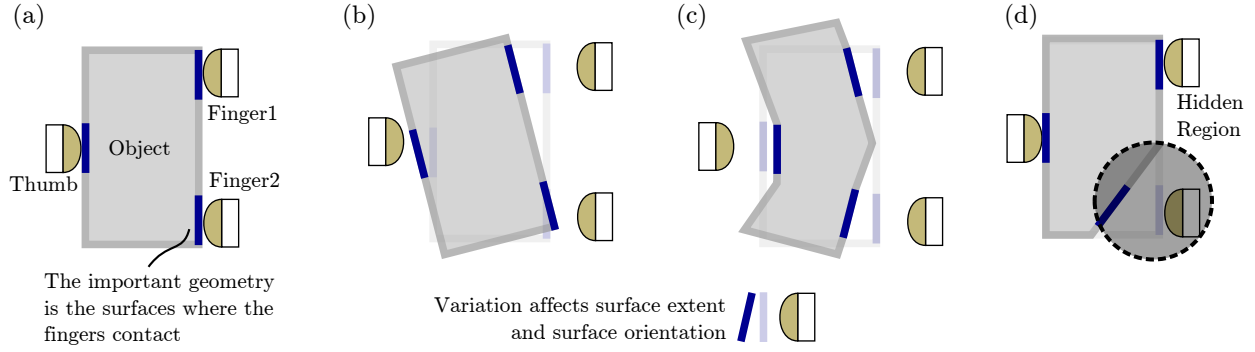 (a)
(b)
(c)
(d)
Finger1
Object
Thumb
Finger2
The important geometry
is the surfaces where the
fingers contact
Hidden
Region
Variation affects surface extent
and surface orientation